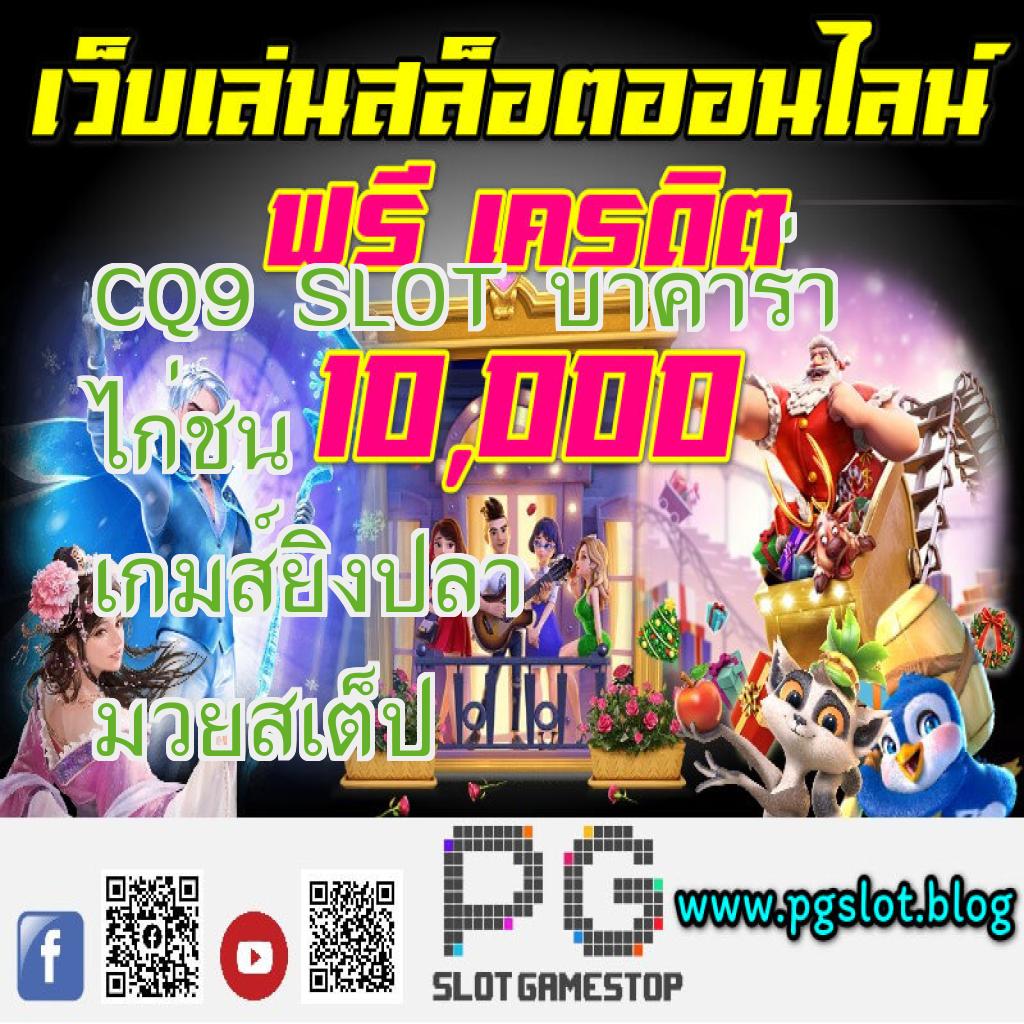 เว็บเล่นสล็อตออนไลน์
ฟรี เครดิต
CQ9 SLOT บาคาร่า
10,000
ไก่ชน
เกมส์ยิงปลา
มวยสเต็ป
PG
www.pgslot.blog
SLOT GAMESTOP